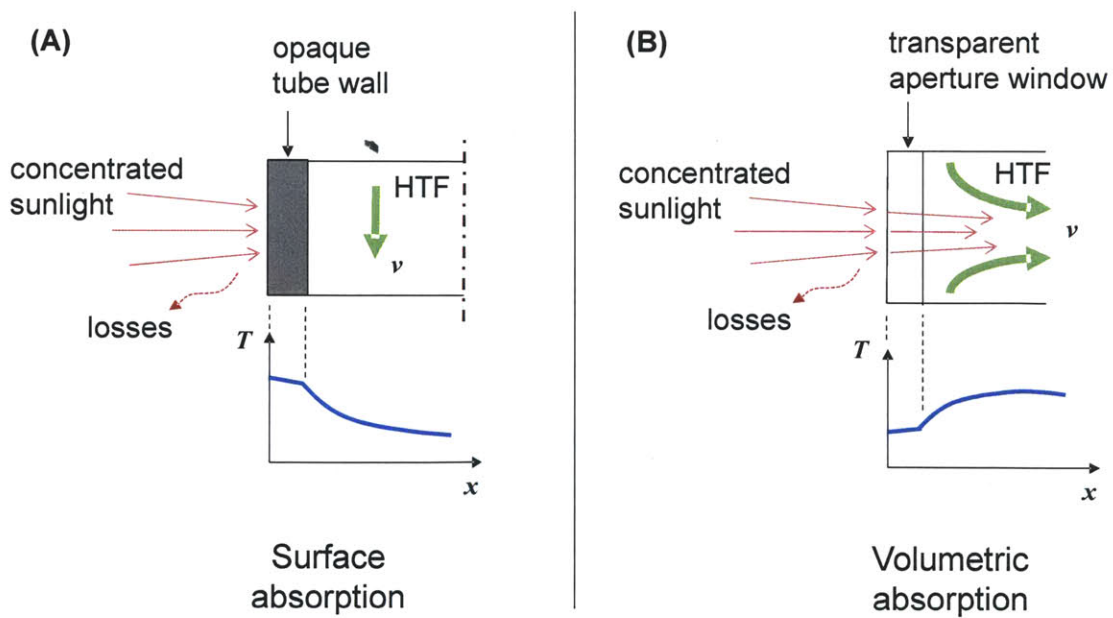 (A)
opaque
tube wall
concentrated
sunlight
HTF
v
losses
T
x
Surface
absorption
(B)
transparent
aperture window
concentrated
sunlight
HTF
v
losses
T
x
Volumetric
absorption